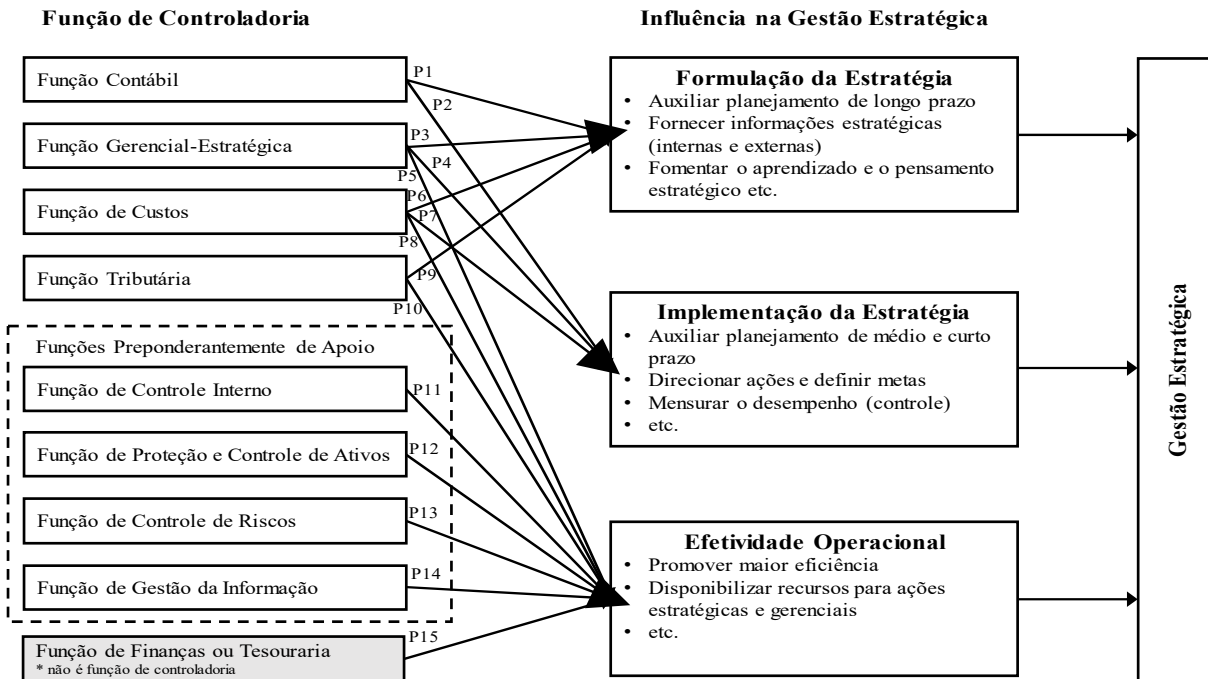 Função de Controladoria
Influência na Gestão Estratégica
Função Contábil
Função Gerencial-Estratégica
Função de Custos
Função Tributária
Funções Preponderantemente de Apoio
Função de Controle Interno
Função de Proteção e Controle de Ativos
Função de Controle de Riscos
Função de Gestão da Informação
Função de Finanças ou Tesouraria
* não é função de controladoria
P1
P2
P3
P4
P5
P6
P7
P8
P9
P10
P11
P12
P13
P14
P15
Formulação da Estratégia
• Auxiliar planejamento de longo prazo
• Fornecer informações estratégicas
(internas e externas)
• Fomentar o aprendizado e o pensamento
estratégico etc.
Implementação da Estratégia
• Auxiliar planejamento de médio e curto
prazo
• Direcionar ações e definir metas
• Mensurar o desempenho (controle)
• etc.
Efetividade Operacional
• Promover maior eficiência
• Disponibilizar recursos para ações
estratégicas e gerenciais
• etc.
Gestão Estratégica